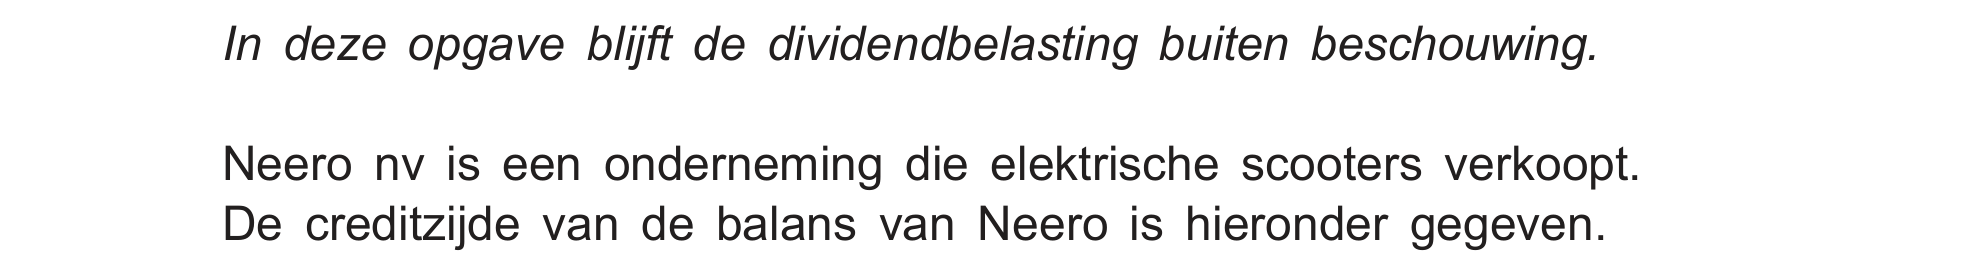 In deze opgave blijft de dividendbelasting buiten beschouwing.
Neero nv is een onderneming die elektrische scooters verkoopt.
De creditzijde van de balans van Neero is hieronder gegeven.